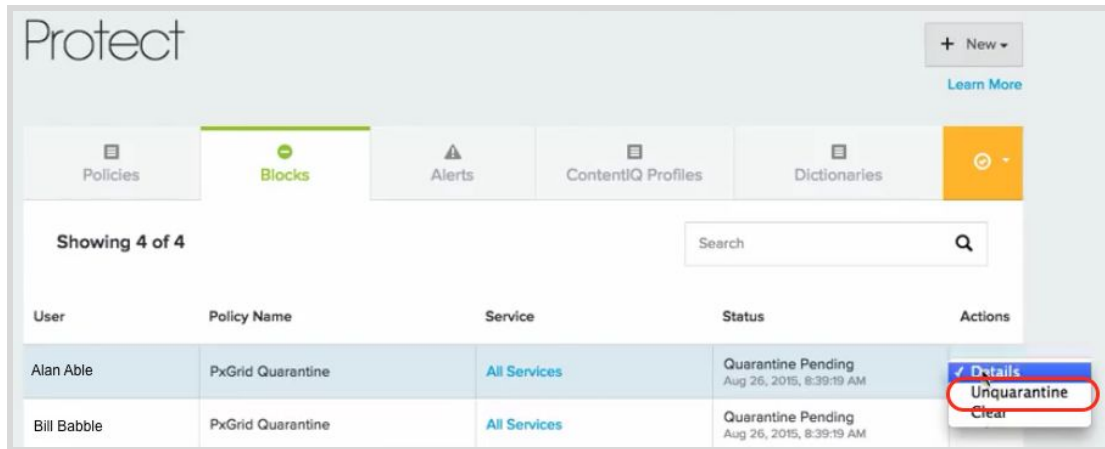 Protect
+ New
Learn More
Policies Blocks Alerts ContentIQ Profiles Dictionaries
Showing 4 of 4 Search
User Policy Name Service Status Actions
Alan Able PxGrid Quarantine All Services Quarantine Pending ✓ Details
Aug 26, 2015, 8:39:19 AM Unquarantine
Clear
Bill Babble PxGrid Quarantine All Services Quarantine Pending
Aug 26, 2015, 8:39:19 AM